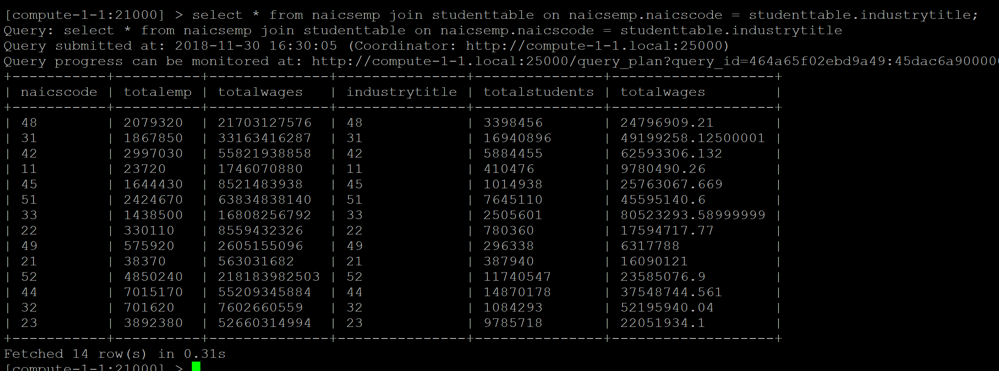 [compute-1-1:21000] > select * from naicsemp join studenttable on naicsemp.naicscode = studenttable.industrytitle;
Query: select * from naicsemp join studenttable on naicsemp.naicscode = studenttable.industrytitle
Query submitted at: 2018-11-30 16:30:05 (Coordinator: http://compute-1-1.local:25000)
Query progress can be monitored at: http://compute-1-1.local:25000/query_plan?query_id=464a65f02ebd9a49:45dac6a900000
+-----------+----------+--------------+---------------+---------------+-------------------+
| naicscode | totalemp | totalwages   | industrytitle | totalstudents | totalwages        |
+-----------+----------+--------------+---------------+---------------+-------------------+
| 48        | 2079320  | 21703127576  | 48            | 3398456       | 24796909.21       |
| 31        | 1867850  | 33163416287  | 31            | 16940896      | 49199258.12500001 |
| 42        | 2997030  | 55821938858  | 42            | 5884455       | 62593306.132      |
| 11        | 23720    | 1746070880   | 11            | 410476        | 9780490.26        |
| 45        | 1644430  | 8521483938   | 45            | 1014938       | 25763067.669      |
| 51        | 2424670  | 63834838140  | 51            | 7645110       | 45595140.6        |
| 33        | 1438500  | 16808256792  | 33            | 2505601       | 80523293.58999999 |
| 22        | 330110   | 8559432326   | 22            | 780360        | 17594717.77       |
| 49        | 575920   | 2605155096   | 49            | 296338        | 6317788           |
| 21        | 38370    | 563031682    | 21            | 387940        | 16090121          |
| 52        | 4850240  | 218183982503 | 52            | 11740547      | 23585076.9        |
| 44        | 7015170  | 55209345884  | 44            | 14870178      | 37548744.561      |
| 32        | 701620   | 7602660559   | 32            | 1084293       | 52195940.04       |
| 23        | 3892380  | 52660314994  | 23            | 9785718       | 22051934.1        |
+-----------+----------+--------------+---------------+---------------+-------------------+
Fetched 14 row(s) in 0.31s
[compute-1-1:21000] >